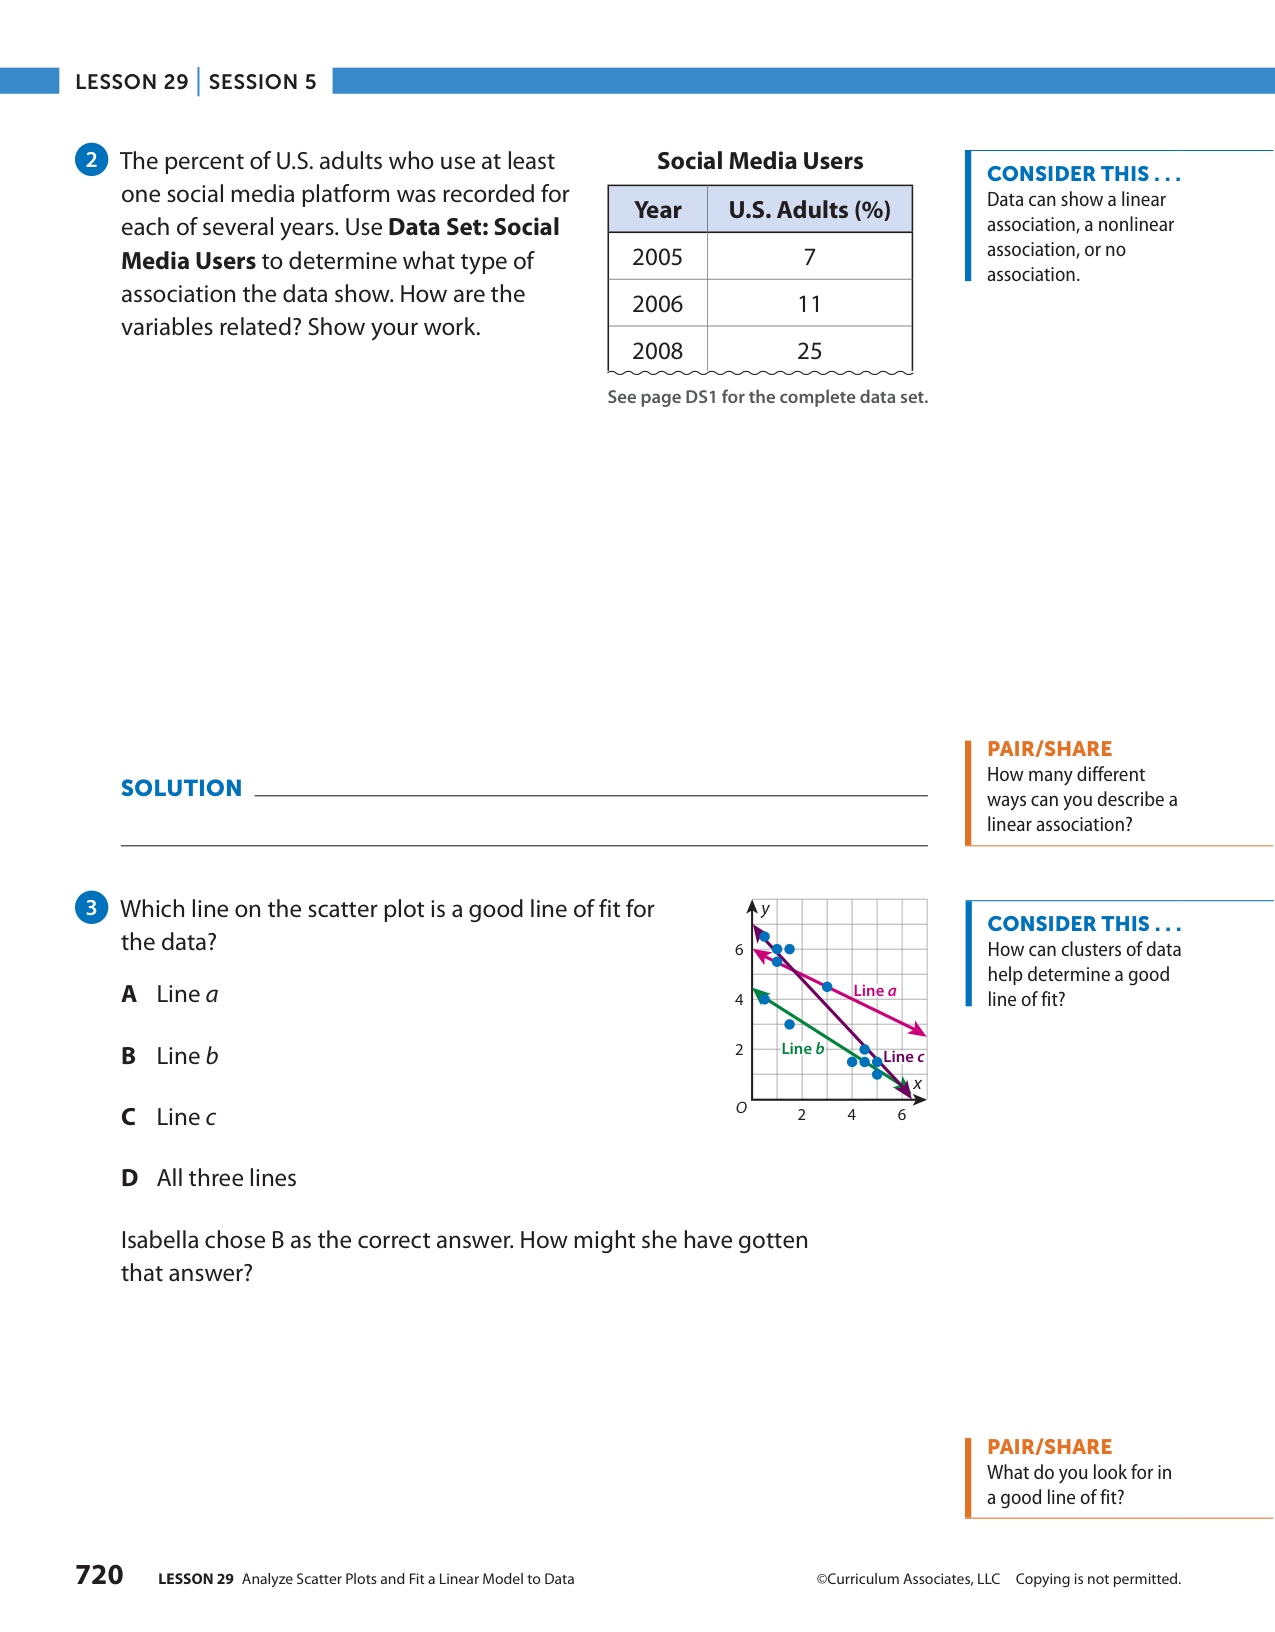 LESSON 29 | SESSION 5
2 The percent of U.S. adults who use at least
one social media platform was recorded for
each of several years. Use Data Set: Social
Media Users to determine what type of
association the data show. How are the
variables related? Show your work.
Social Media Users
Year U.S. Adults (%)
2005 7
2006 11
2008 25
See page DS1 for the complete data set.
CONSIDER THIS . . .
Data can show a linear
association, a nonlinear
association, or no
association.
SOLUTION
PAIR/SHARE
How many different
ways can you describe a
linear association?
3 Which line on the scatter plot is a good line of fit for
the data?
A Line a
B Line b
C Line c
D All three lines
y
6
4
2
O
2 4 6
x
Line a
Line b
Line c
CONSIDER THIS . . .
How can clusters of data
help determine a good
line of fit?
Isabella chose B as the correct answer. How might she have gotten
that answer?
PAIR/SHARE
What do you look for in
a good line of fit?
720 LESSON 29 Analyze Scatter Plots and Fit a Linear Model to Data
©Curriculum Associates, LLC Copying is not permitted.